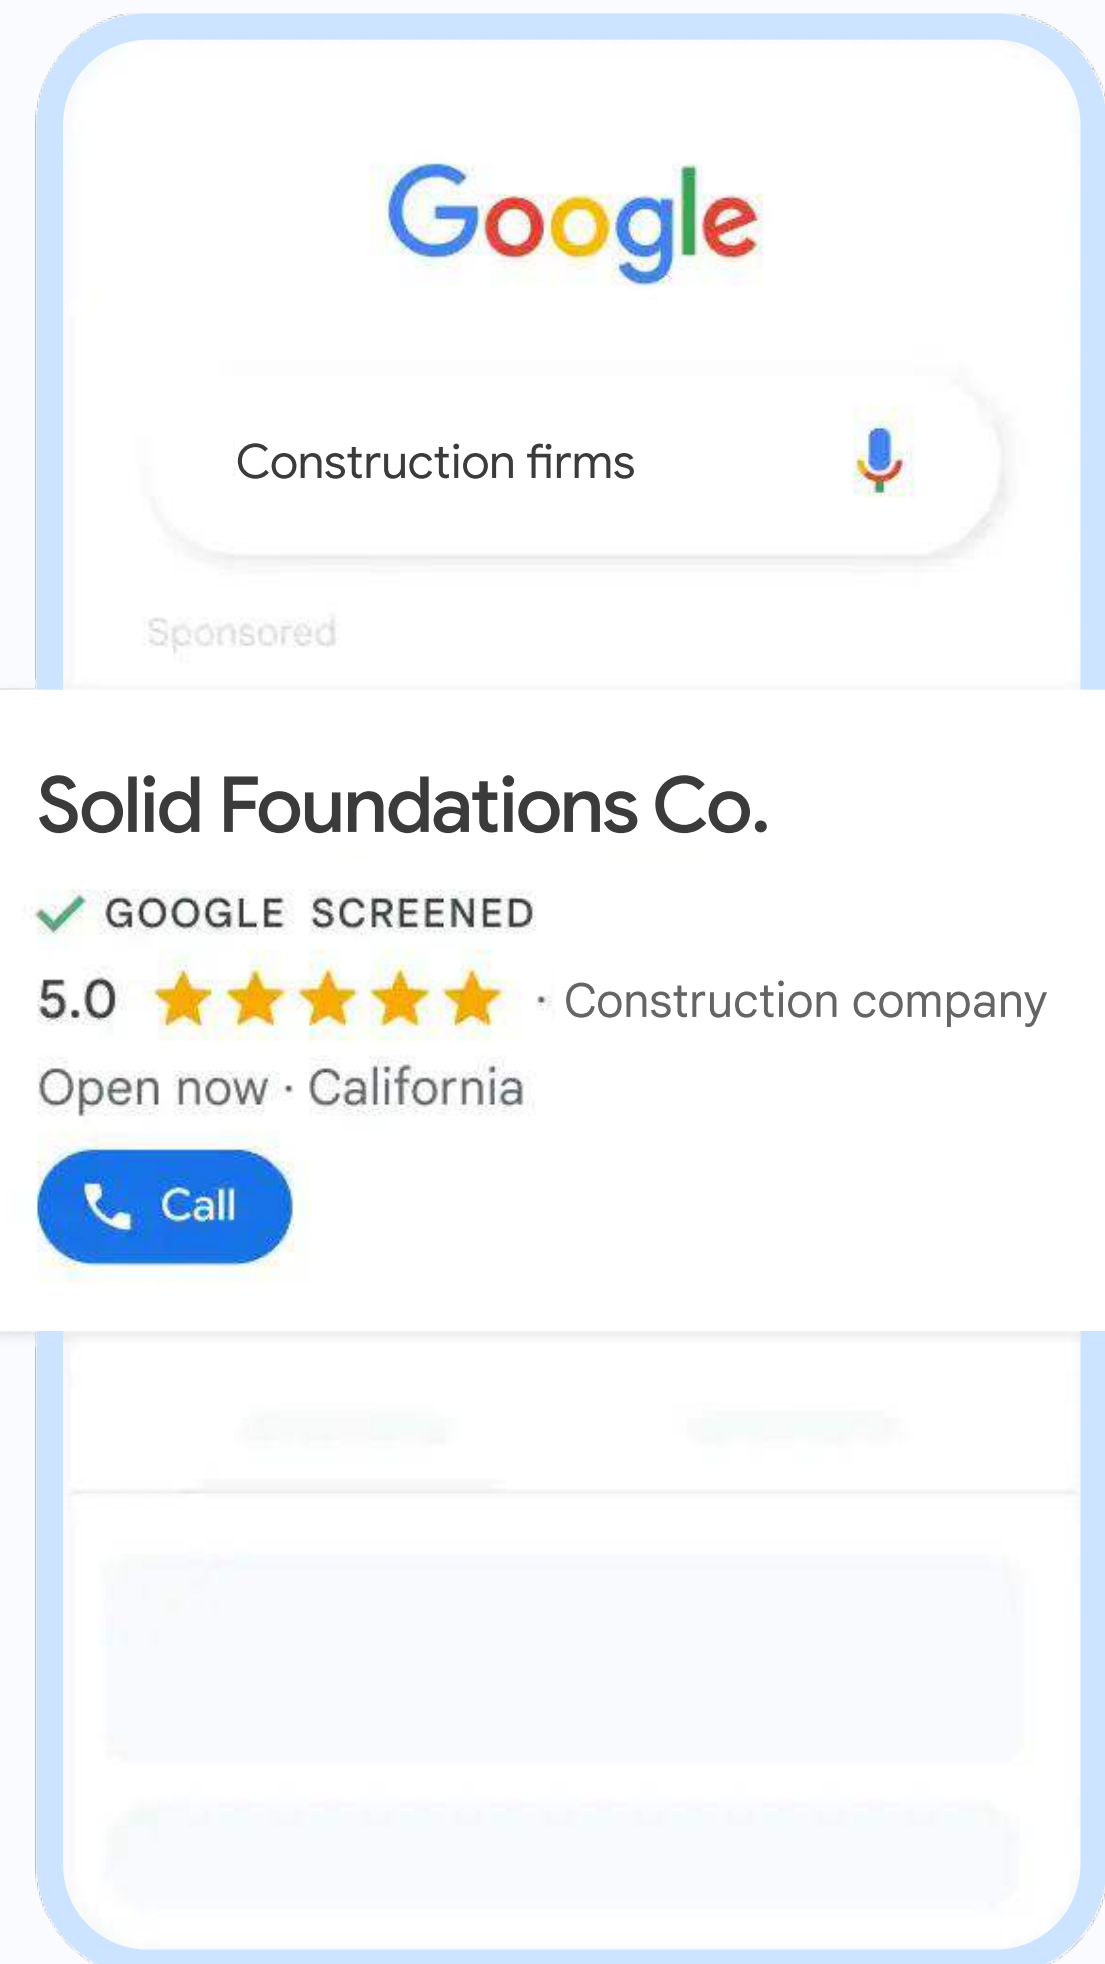 Google
Construction firms
Sponsored
Solid Foundations Co.
GOOGLE SCREENED
5.0 · Construction company
Open now · California
Call